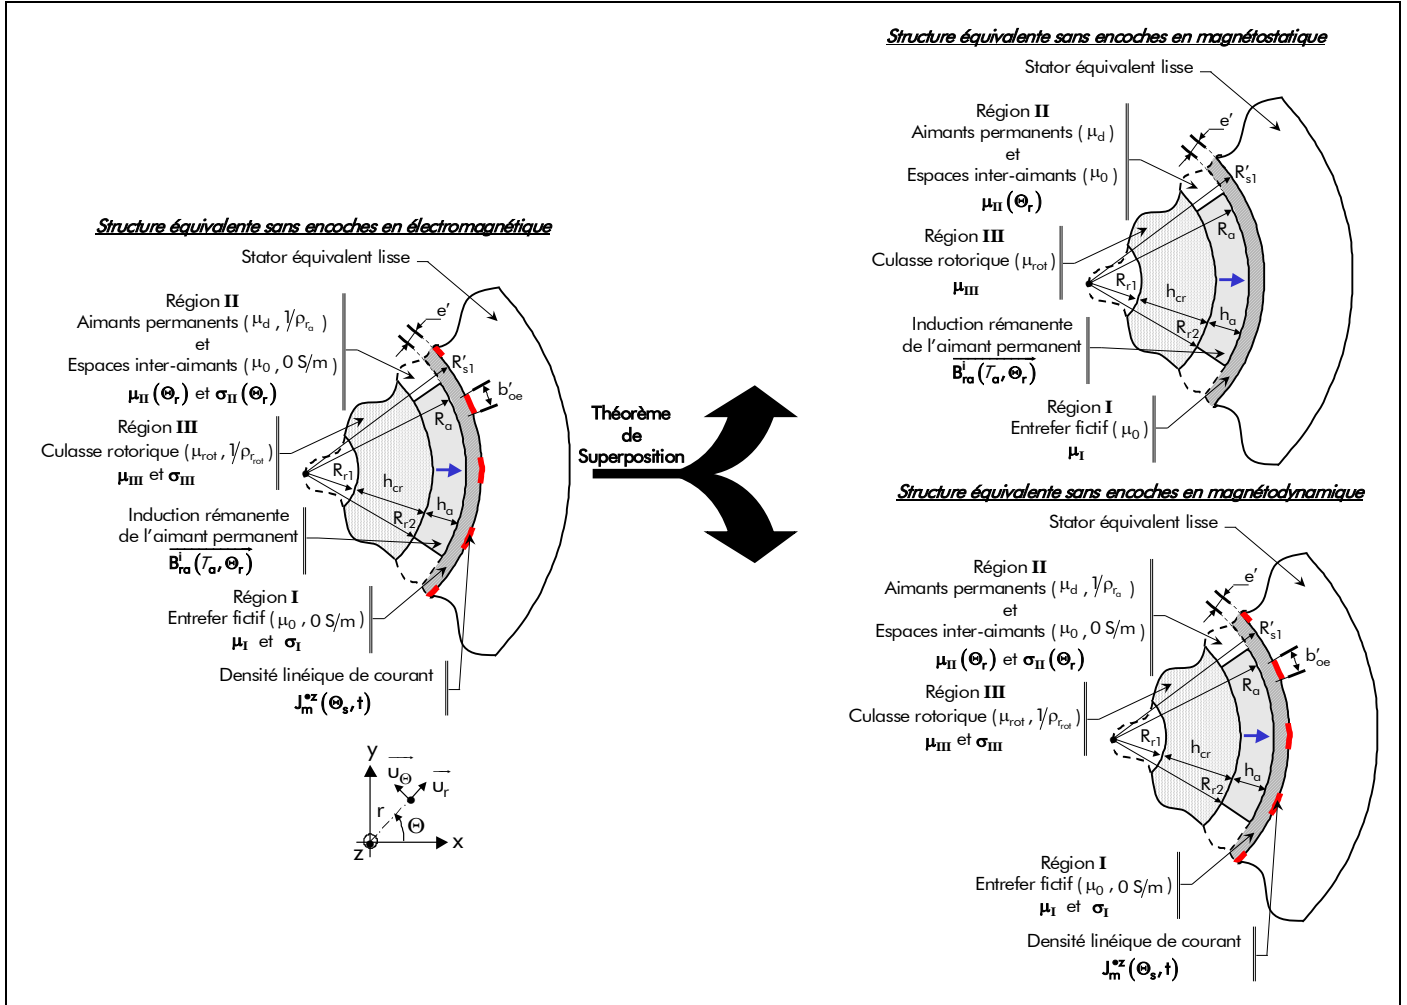 Structure équivalente sans encoches en électromagnétique
Stator équivalent lisse
Région II
Aimants permanents (μd , 1/ρra)
et
Espaces inter-aimants (μ0 , 0 S/m)
μII (Θr) et σII (Θr)
Région III
Culasse rotorique (μrot , 1/ρrrot)
μIII et σIII
Induction rémanente
de l'aimant permanent
Bira (Ta, Θr)
Région I
Entrefer fictif (μ0 , 0 S/m)
μI et σI
Densité linéique de courant
Jm•z (Θs, t)
e'
R's1
b'oe
Ra
Rr1
hcr
ha
Rr2
y
uΘ
ur
r
Θ
x
z
Théorème
de
Superposition
Structure équivalente sans encoches en magnétostatique
Stator équivalent lisse
Région II
Aimants permanents (μd)
et
Espaces inter-aimants (μ0)
μII (Θr)
Région III
Culasse rotorique (μrot)
μIII
Induction rémanente
de l'aimant permanent
Bira (Ta, Θr)
Région I
Entrefer fictif (μ0)
μI
e'
R's1
Ra
Rr1
hcr
ha
Rr2
Structure équivalente sans encoches en magnétodynamique
Stator équivalent lisse
Région II
Aimants permanents (μd , 1/ρra)
et
Espaces inter-aimants (μ0 , 0 S/m)
μII (Θr) et σII (Θr)
Région III
Culasse rotorique (μrot , 1/ρrrot)
μIII et σIII
Région I
Entrefer fictif (μ0 , 0 S/m)
μI et σI
Densité linéique de courant
Jm•z (Θs, t)
e'
R's1
b'oe
Ra
Rr1
hcr
ha
Rr2